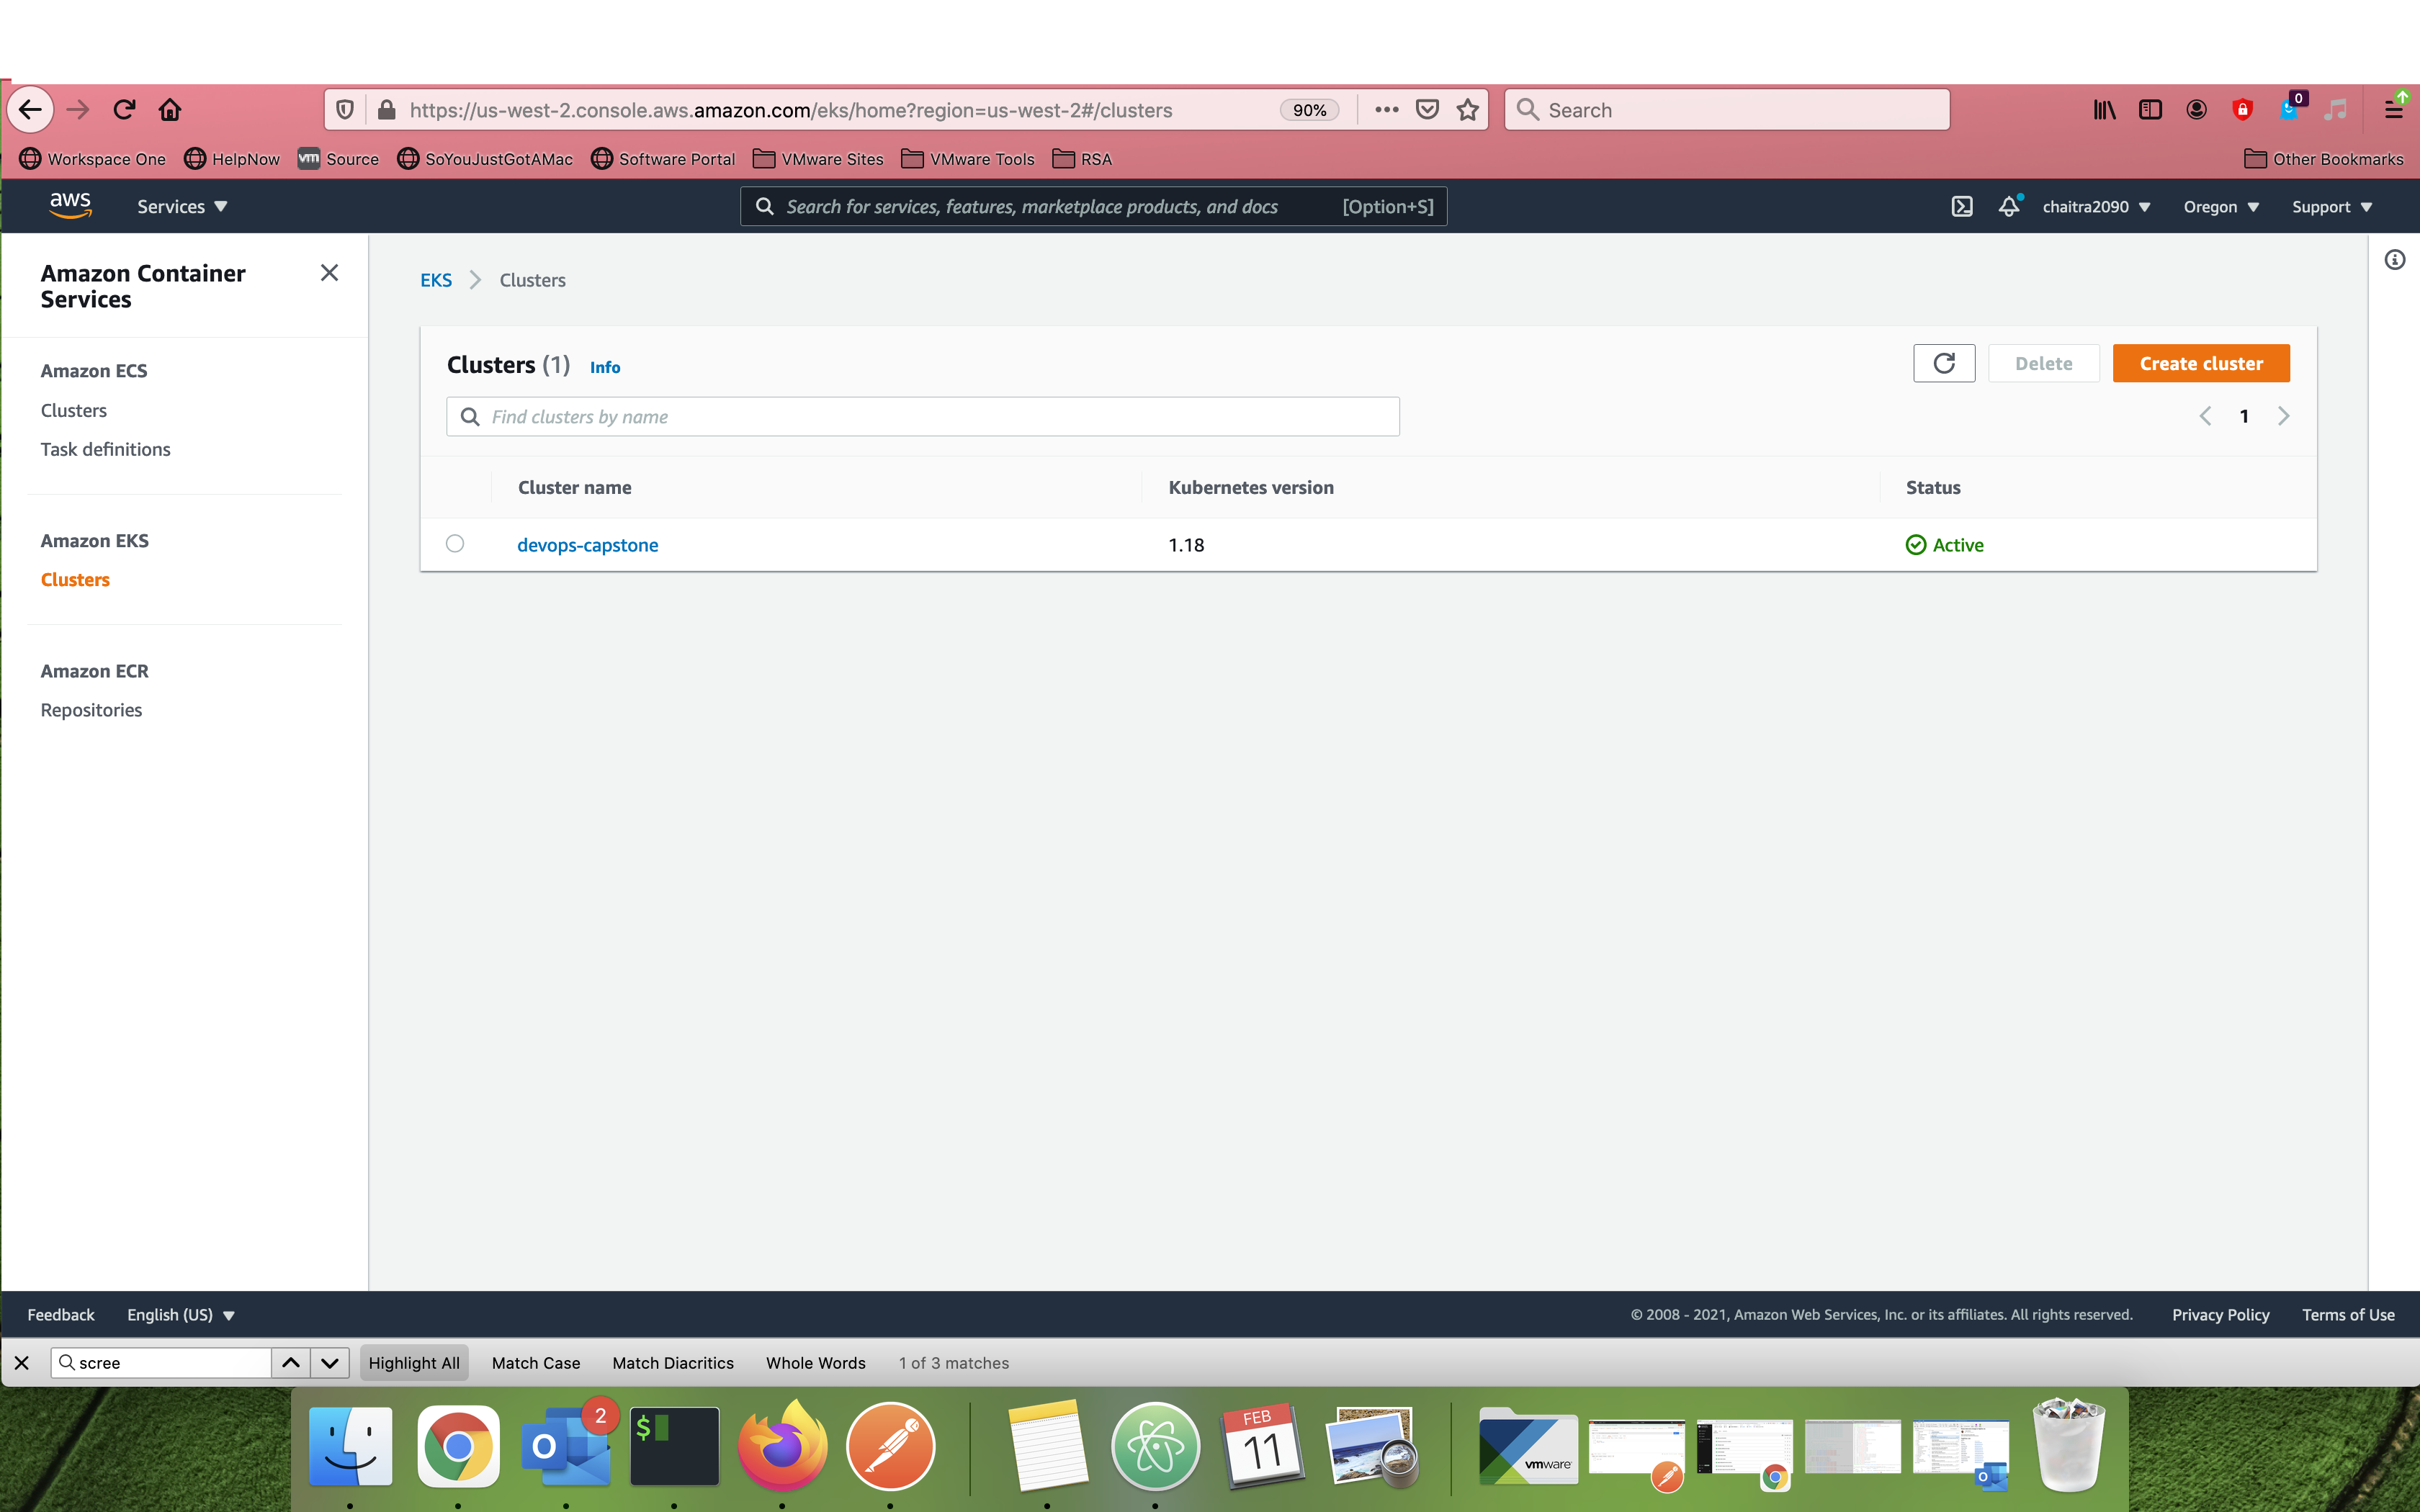 https://us-west-2.console.aws.amazon.com/eks/home?region=us-west-2#/clusters
90%
Search
0
Workspace One
HelpNow
vm Source
SoYouJustGotAMac
Software Portal
VMware Sites
VMware Tools
RSA
Other Bookmarks
aws
Services
Search for services, features, marketplace products, and docs [Option+S]
chaitra2090
Oregon
Support
Amazon Container
Services
Amazon ECS
Clusters
Task definitions
Amazon EKS
Clusters
Amazon ECR
Repositories
EKS
Clusters
Clusters (1) Info
Delete
Create cluster
Find clusters by name
1
Cluster name
Kubernetes version
Status
devops-capstone
1.18
Active
Feedback
English (US)
© 2008 - 2021, Amazon Web Services, Inc. or its affiliates. All rights reserved.
Privacy Policy
Terms of Use
scree
Highlight All
Match Case
Match Diacritics
Whole Words
1 of 3 matches
O
2
$
FEB
11
vmware